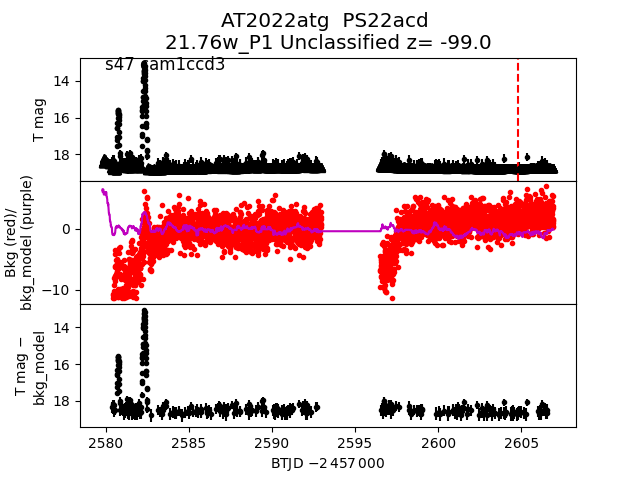 AT2022atg PS22acd
21.76w_P1 Unclassified z= -99.0
s47 cam1ccd3
T mag
14
16
18
Bkg (red)/
bkg_model (purple)
0
−10
T mag −
bkg_model
14
16
18
2580 2585 2590 2595 2600 2605
BTJD −2 457 000